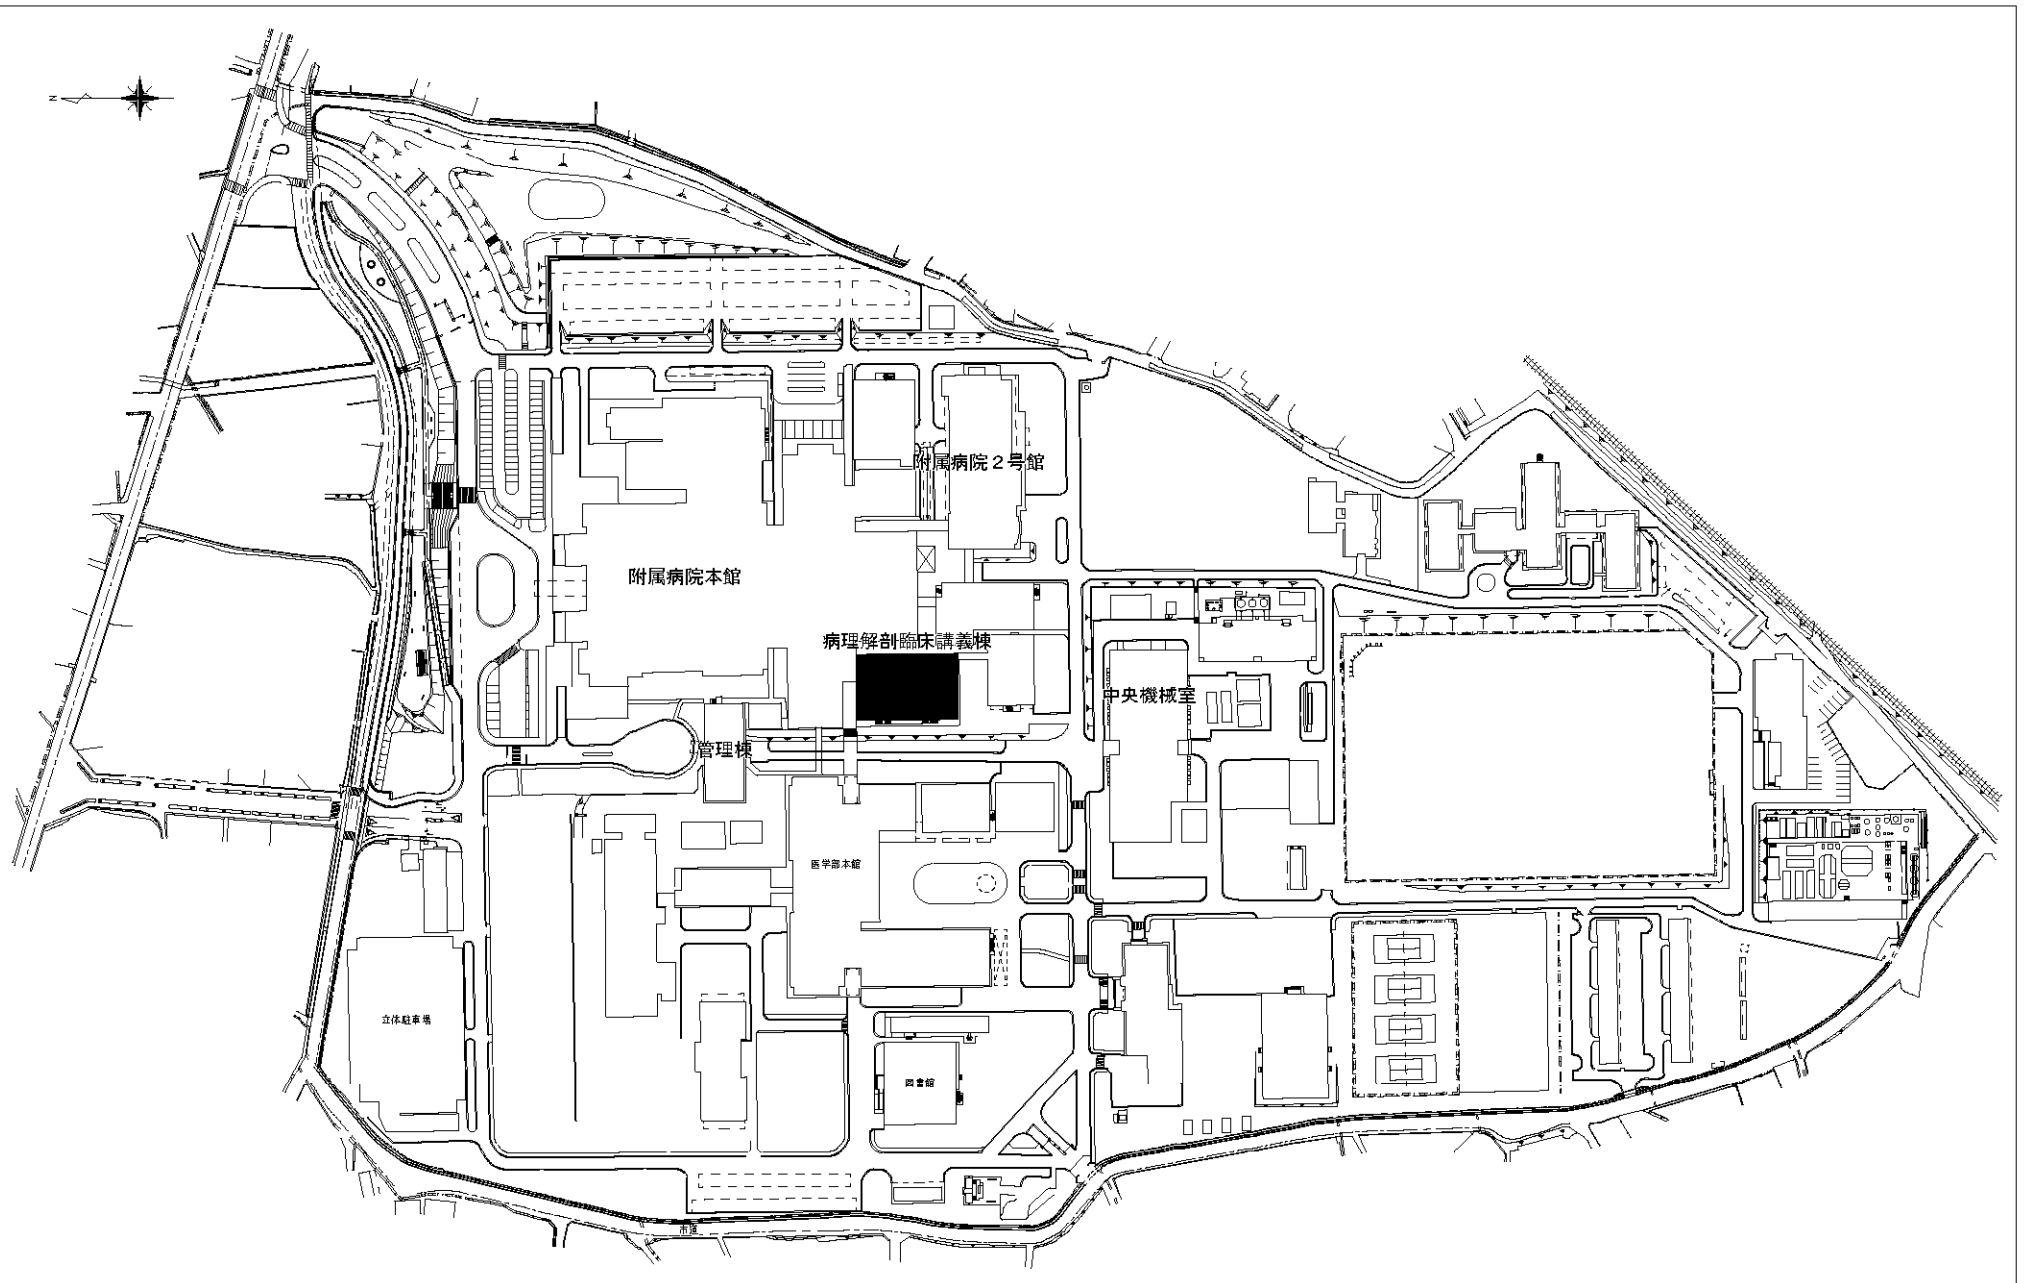 N
附属病院２号館
附属病院本館
病理解剖臨床講義棟
中央機械室
管理棟
医学部本館
立体駐車場
図書館
市道